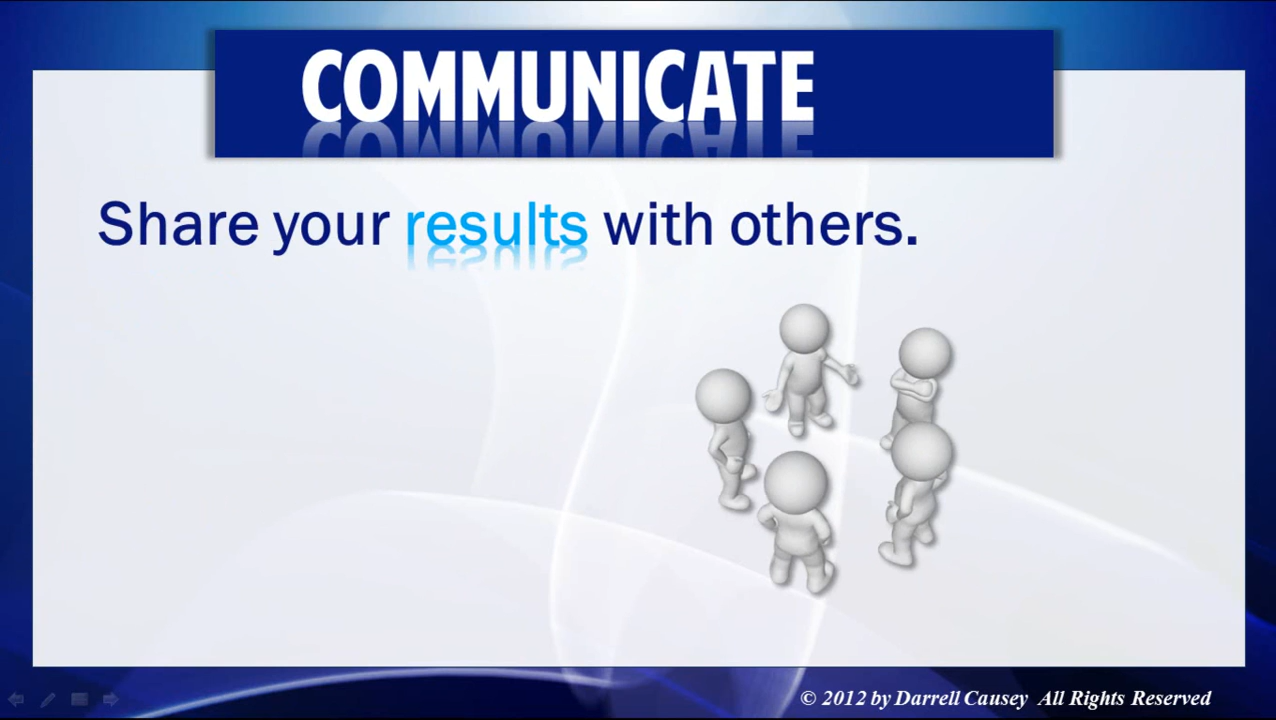 COMMUNICATE
Share your results with others.
© 2012 by Darrell Causey All Rights Reserved